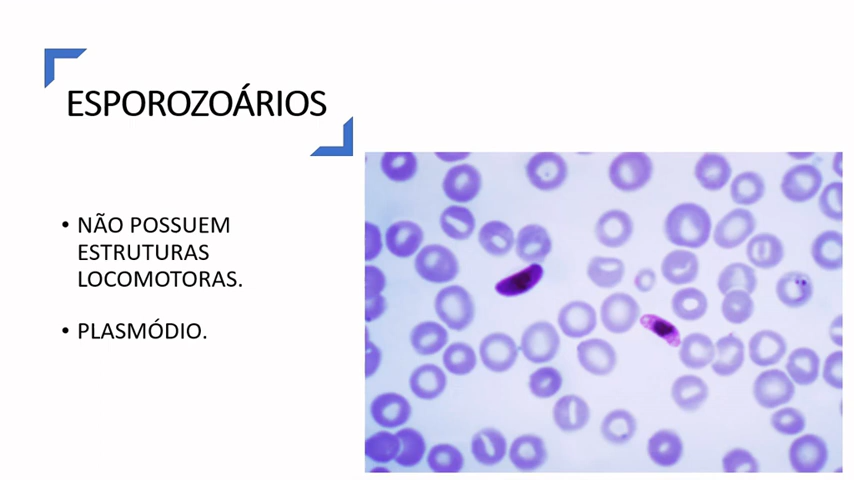 ESPOROZOÁRIOS
• NÃO POSSUEM
ESTRUTURAS
LOCOMOTORAS.
• PLASMÓDIO.